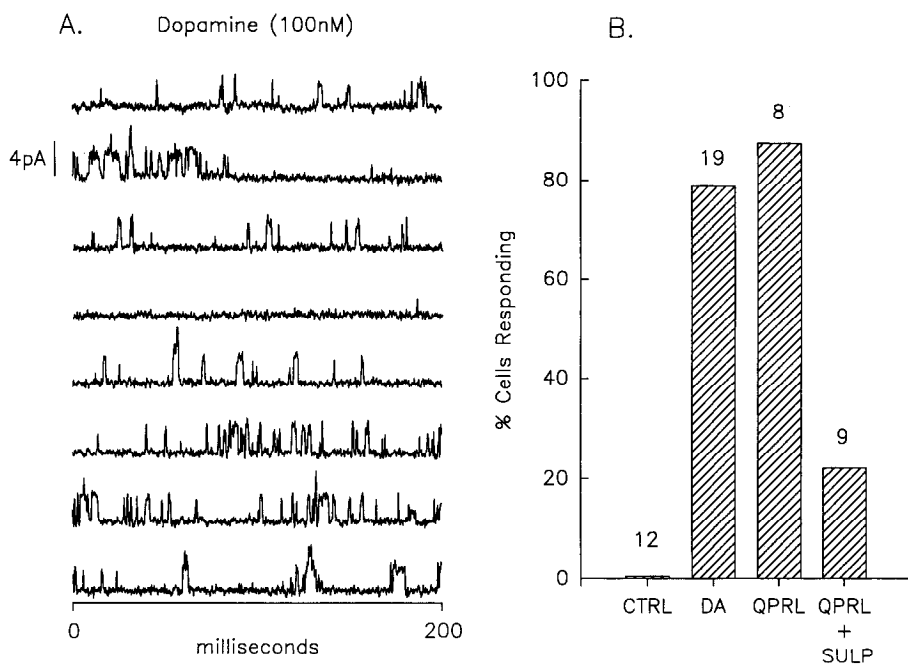 A.
Dopamine (100nM)
4pA
0
200
milliseconds
B.
% Cells Responding
100
80
60
40
20
0
12
19
8
9
CTRL
DA
QPRL
QPRL
+
SULP